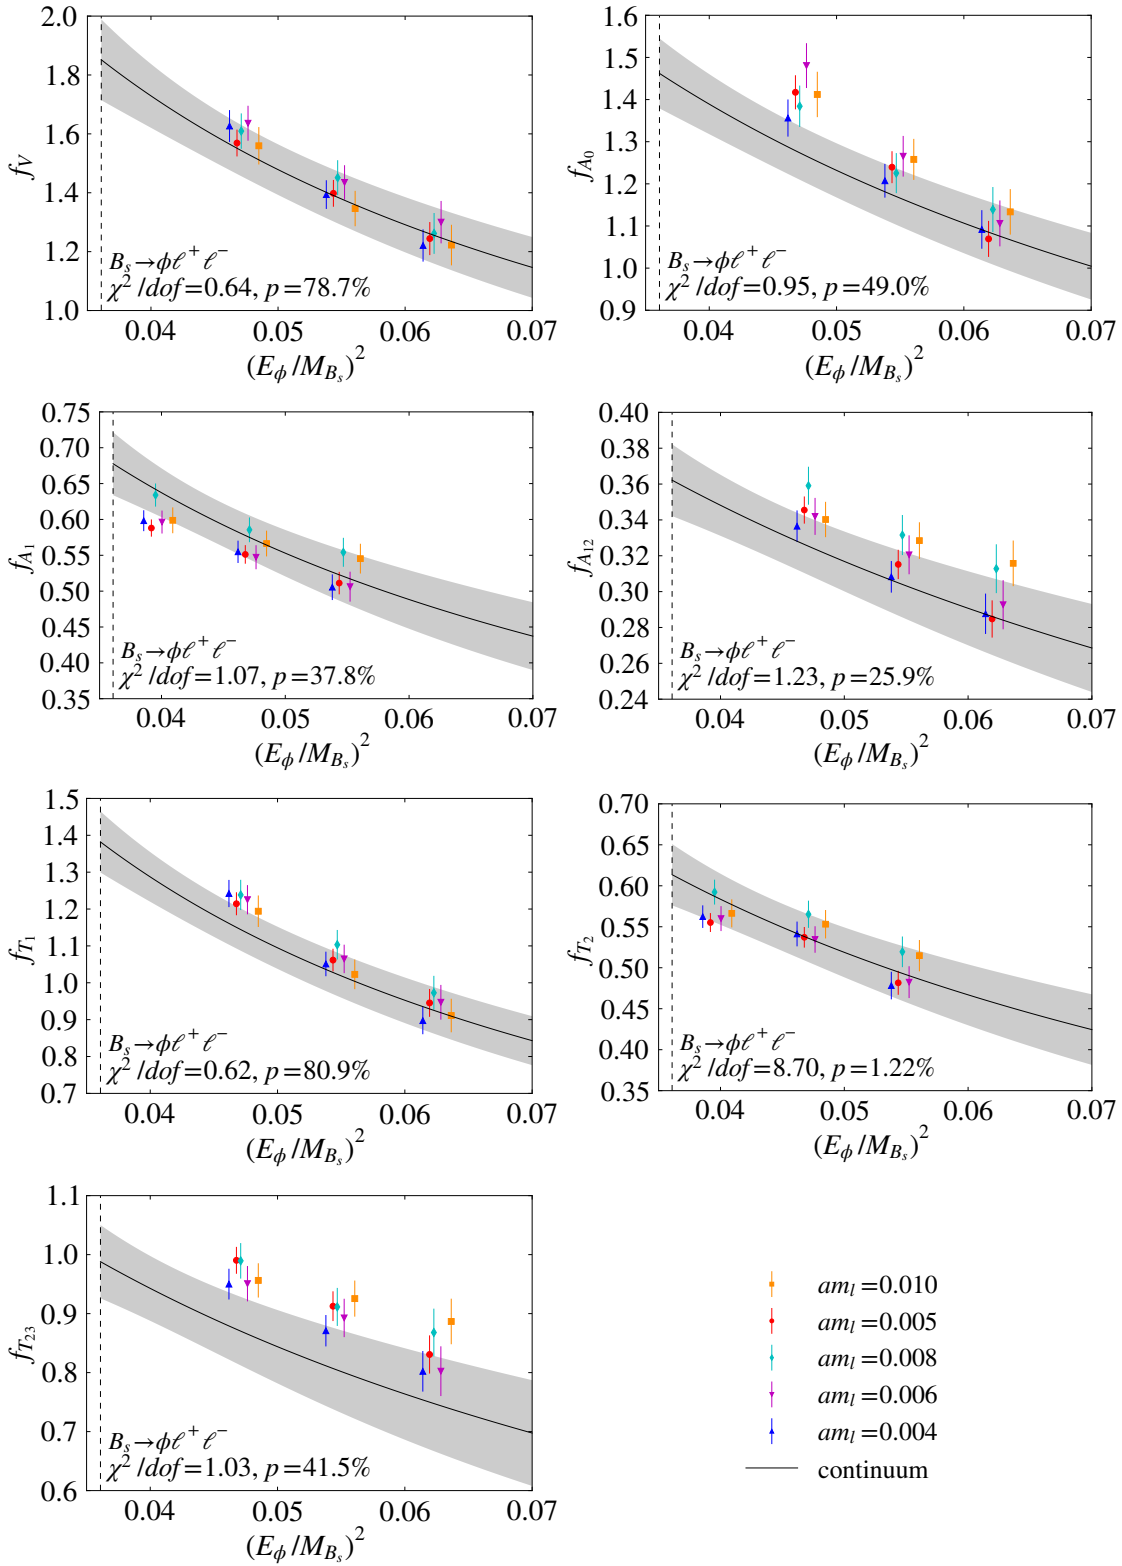 2.0
1.8
1.6
1.4
1.2
1.0
f_V
B_s→ϕℓ⁺ℓ⁻
χ²/dof=0.64, p=78.7%
0.04 0.05 0.06 0.07
(E_ϕ/M_{B_s})²
1.6
1.5
1.4
1.3
1.2
1.1
1.0
0.9
f_{A_0}
B_s→ϕℓ⁺ℓ⁻
χ²/dof=0.95, p=49.0%
0.04 0.05 0.06 0.07
(E_ϕ/M_{B_s})²
0.75
0.70
0.65
0.60
0.55
0.50
0.45
0.40
0.35
f_{A_1}
B_s→ϕℓ⁺ℓ⁻
χ²/dof=1.07, p=37.8%
0.04 0.05 0.06 0.07
(E_ϕ/M_{B_s})²
0.40
0.38
0.36
0.34
0.32
0.30
0.28
0.26
0.24
f_{A_{12}}
B_s→ϕℓ⁺ℓ⁻
χ²/dof=1.23, p=25.9%
0.04 0.05 0.06 0.07
(E_ϕ/M_{B_s})²
1.5
1.4
1.3
1.2
1.1
1.0
0.9
0.8
0.7
f_{T_1}
B_s→ϕℓ⁺ℓ⁻
χ²/dof=0.62, p=80.9%
0.04 0.05 0.06 0.07
(E_ϕ/M_{B_s})²
0.70
0.65
0.60
0.55
0.50
0.45
0.40
0.35
f_{T_2}
B_s→ϕℓ⁺ℓ⁻
χ²/dof=8.70, p=1.22%
0.04 0.05 0.06 0.07
(E_ϕ/M_{B_s})²
1.1
1.0
0.9
0.8
0.7
0.6
f_{T_{23}}
B_s→ϕℓ⁺ℓ⁻
χ²/dof=1.03, p=41.5%
0.04 0.05 0.06 0.07
(E_ϕ/M_{B_s})²
am_l=0.010
am_l=0.005
am_l=0.008
am_l=0.006
am_l=0.004
continuum